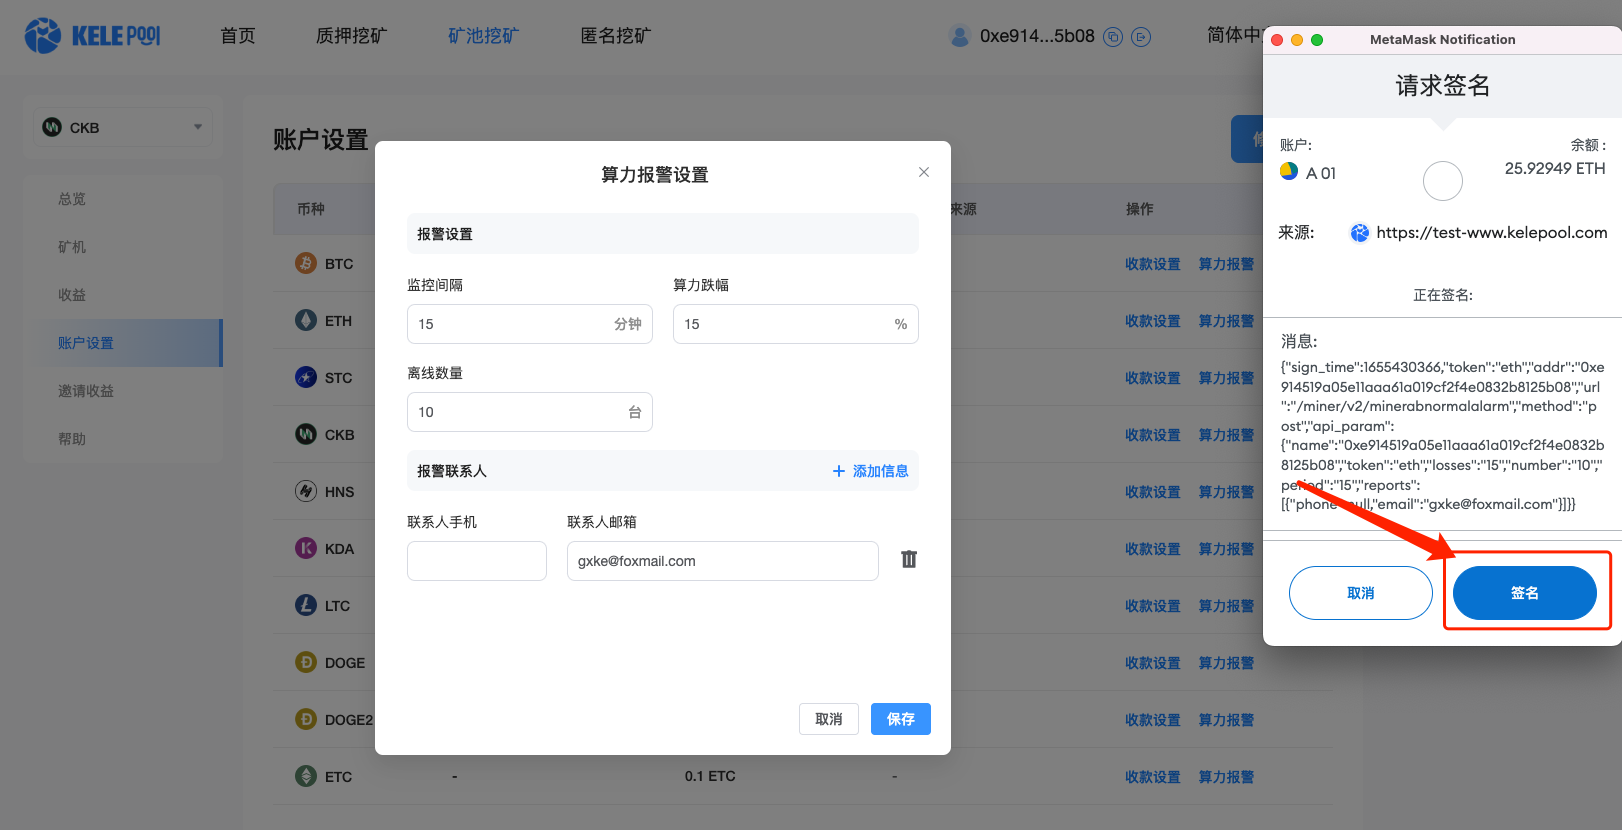 KELE POOL
首页
质押挖矿
矿池挖矿
匿名挖矿
0xe914...5b08
简体中
CKB
总览
矿机
收益
账户设置
邀请收益
帮助
账户设置
币种
来源
操作
BTC
收款设置
算力报警
ETH
收款设置
算力报警
STC
收款设置
算力报警
CKB
收款设置
算力报警
HNS
收款设置
算力报警
KDA
收款设置
算力报警
LTC
收款设置
算力报警
DOGE
收款设置
算力报警
DOGE2
收款设置
算力报警
ETC
-
0.1 ETC
-
收款设置
算力报警
算力报警设置
报警设置
监控间隔
算力跌幅
15
分钟
15
%
离线数量
10
台
报警联系人
+ 添加信息
联系人手机
联系人邮箱
gxke@foxmail.com
取消
保存
MetaMask Notification
请求签名
账户:
余额 :
A 01
25.92949 ETH
来源:
https://test-www.kelepool.com
正在签名:
消息:
{"sign_time":1655430366,"token":"eth","addr":"0xe
914519a05e11aaa61a019cf2f4e0832b8125b08","url
":"/miner/v2/minerabnormalalarm","method":"p
ost","api_param":
{"name":"0xe914519a05e11aaa61a019cf2f4e0832b
8125b08","token":"eth","losses":"15","number":"10","
period":"15","reports":
[{"phone ull,"email":"gxke@foxmail.com"}]}}
取消
签名